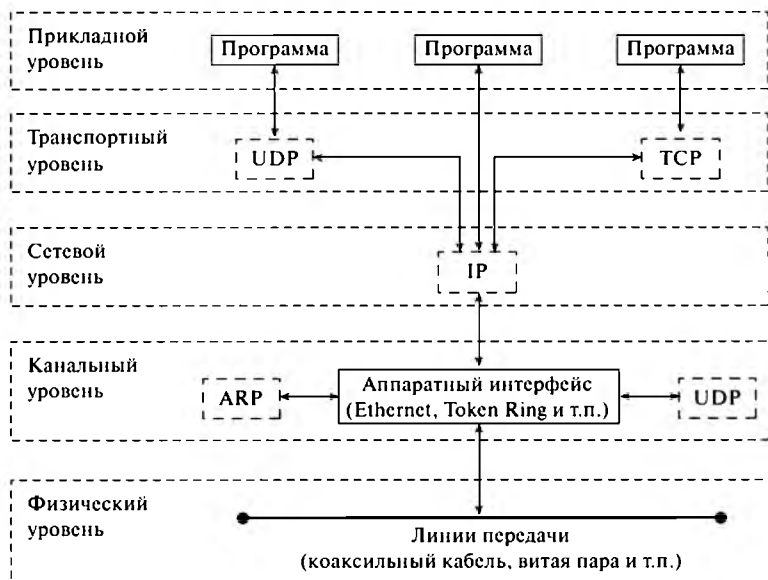 Прикладной
уровень
Программа
Программа
Программа
Транспортный
уровень
UDP
TCP
Сетевой
уровень
IP
Канальный
уровень
ARP
Аппаратный интерфейс
(Ethernet, Token Ring и т.п.)
UDP
Физический
уровень
Линии передачи
(коаксильный кабель, витая пара и т.п.)